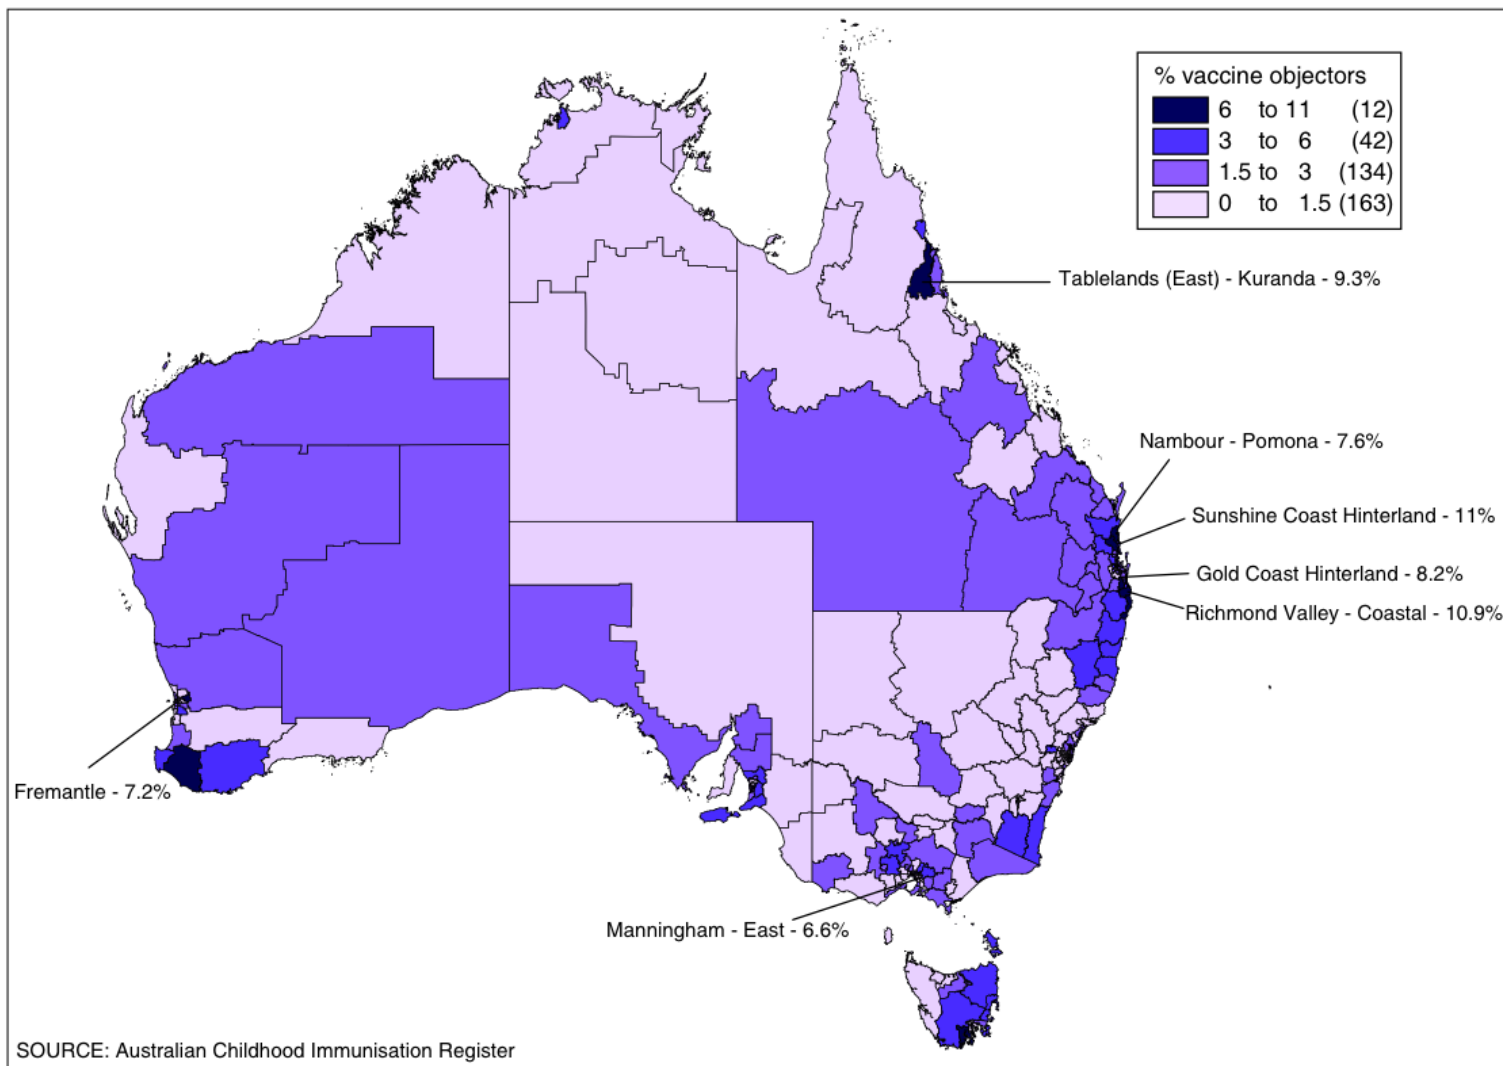 % vaccine objectors
6 to 11 (12)
3 to 6 (42)
1.5 to 3 (134)
0 to 1.5 (163)
Tablelands (East) - Kuranda - 9.3%
Nambour - Pomona - 7.6%
Sunshine Coast Hinterland - 11%
Gold Coast Hinterland - 8.2%
Richmond Valley - Coastal - 10.9%
Fremantle - 7.2%
Manningham - East - 6.6%
SOURCE: Australian Childhood Immunisation Register